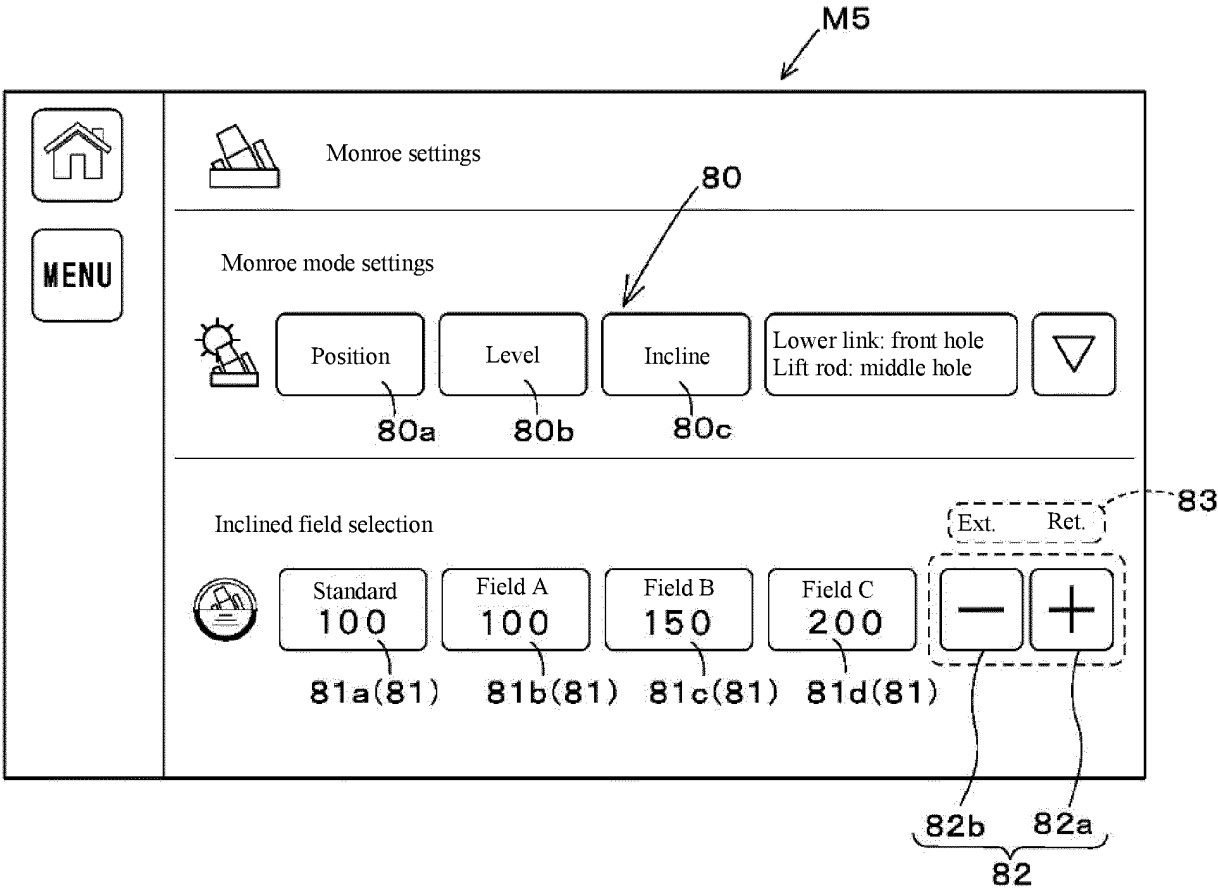 M5
Monroe settings
80
MENU
Monroe mode settings
Position
Level
Incline
Lower link: front hole
Lift rod: middle hole
80a
80b
80c
83
Inclined field selection
Ext.
Ret.
Standard
100
Field A
100
Field B
150
Field C
200
−
+
81a(81)
81b(81)
81c(81)
81d(81)
82b
82a
82